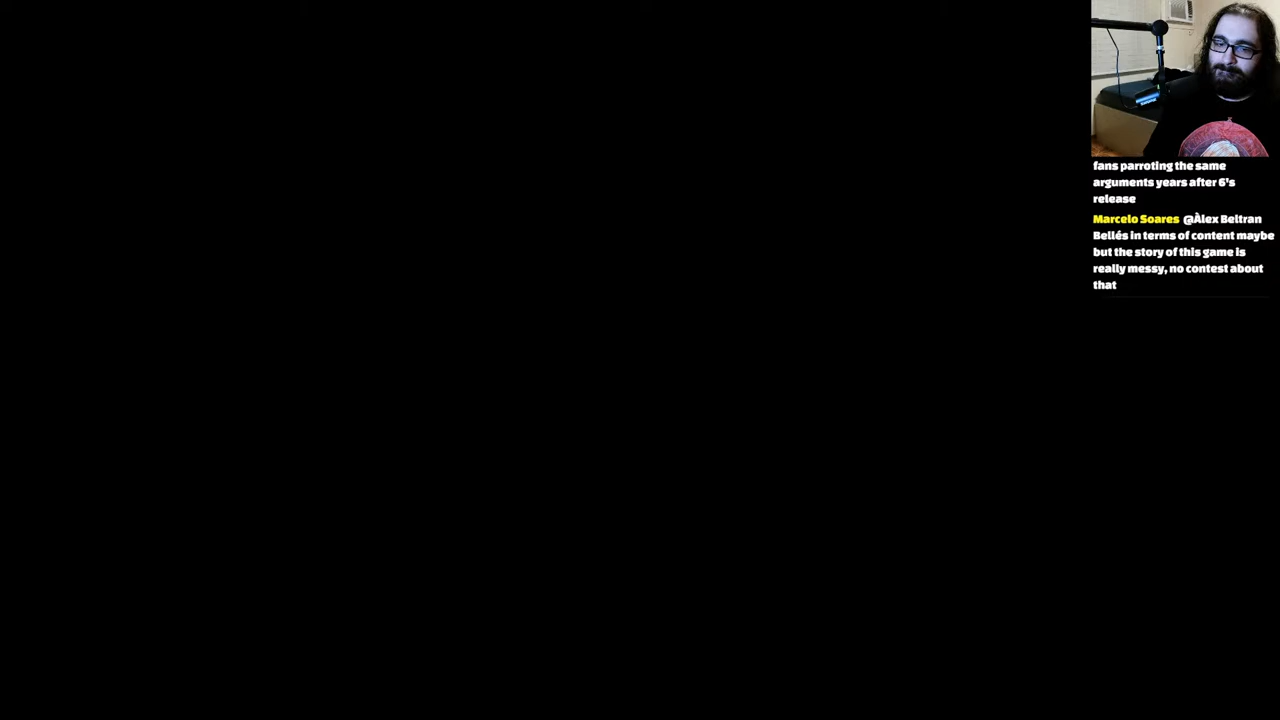 fans parroting the same
arguments years after 6's
release
Marcelo Soares @Àlex Beltran
Bellés in terms of content maybe
but the story of this game is
really messy, no contest about
that